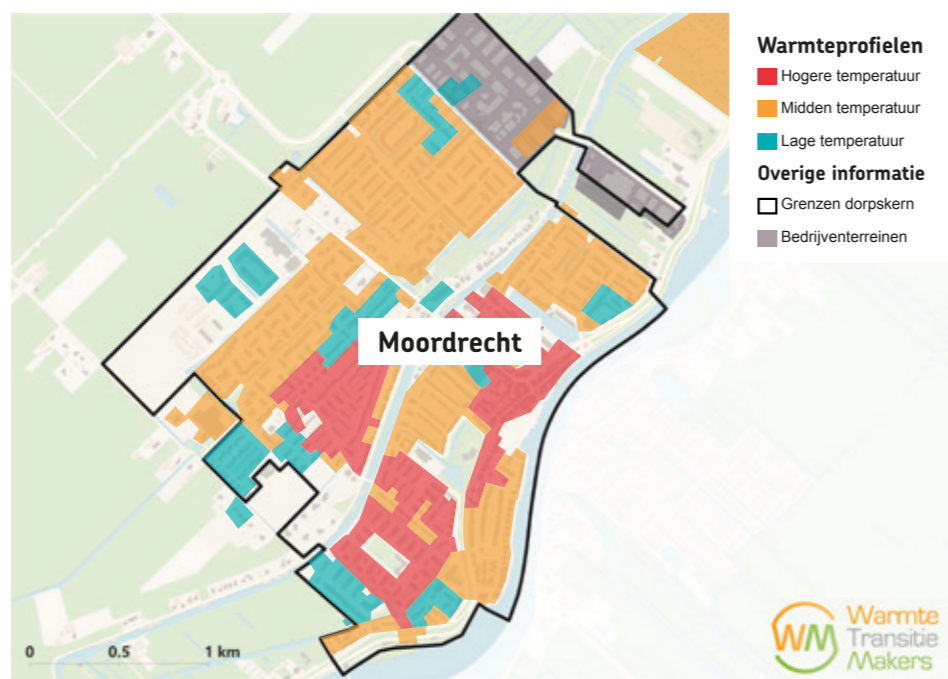 Warmteprofielen
Hogere temperatuur
Midden temperatuur
Lage temperatuur
Overige informatie
Grenzen dorpskern
Bedrijventerreinen
Moordrecht
0 0.5 1 km
WM
Warmte
Transitie
Makers